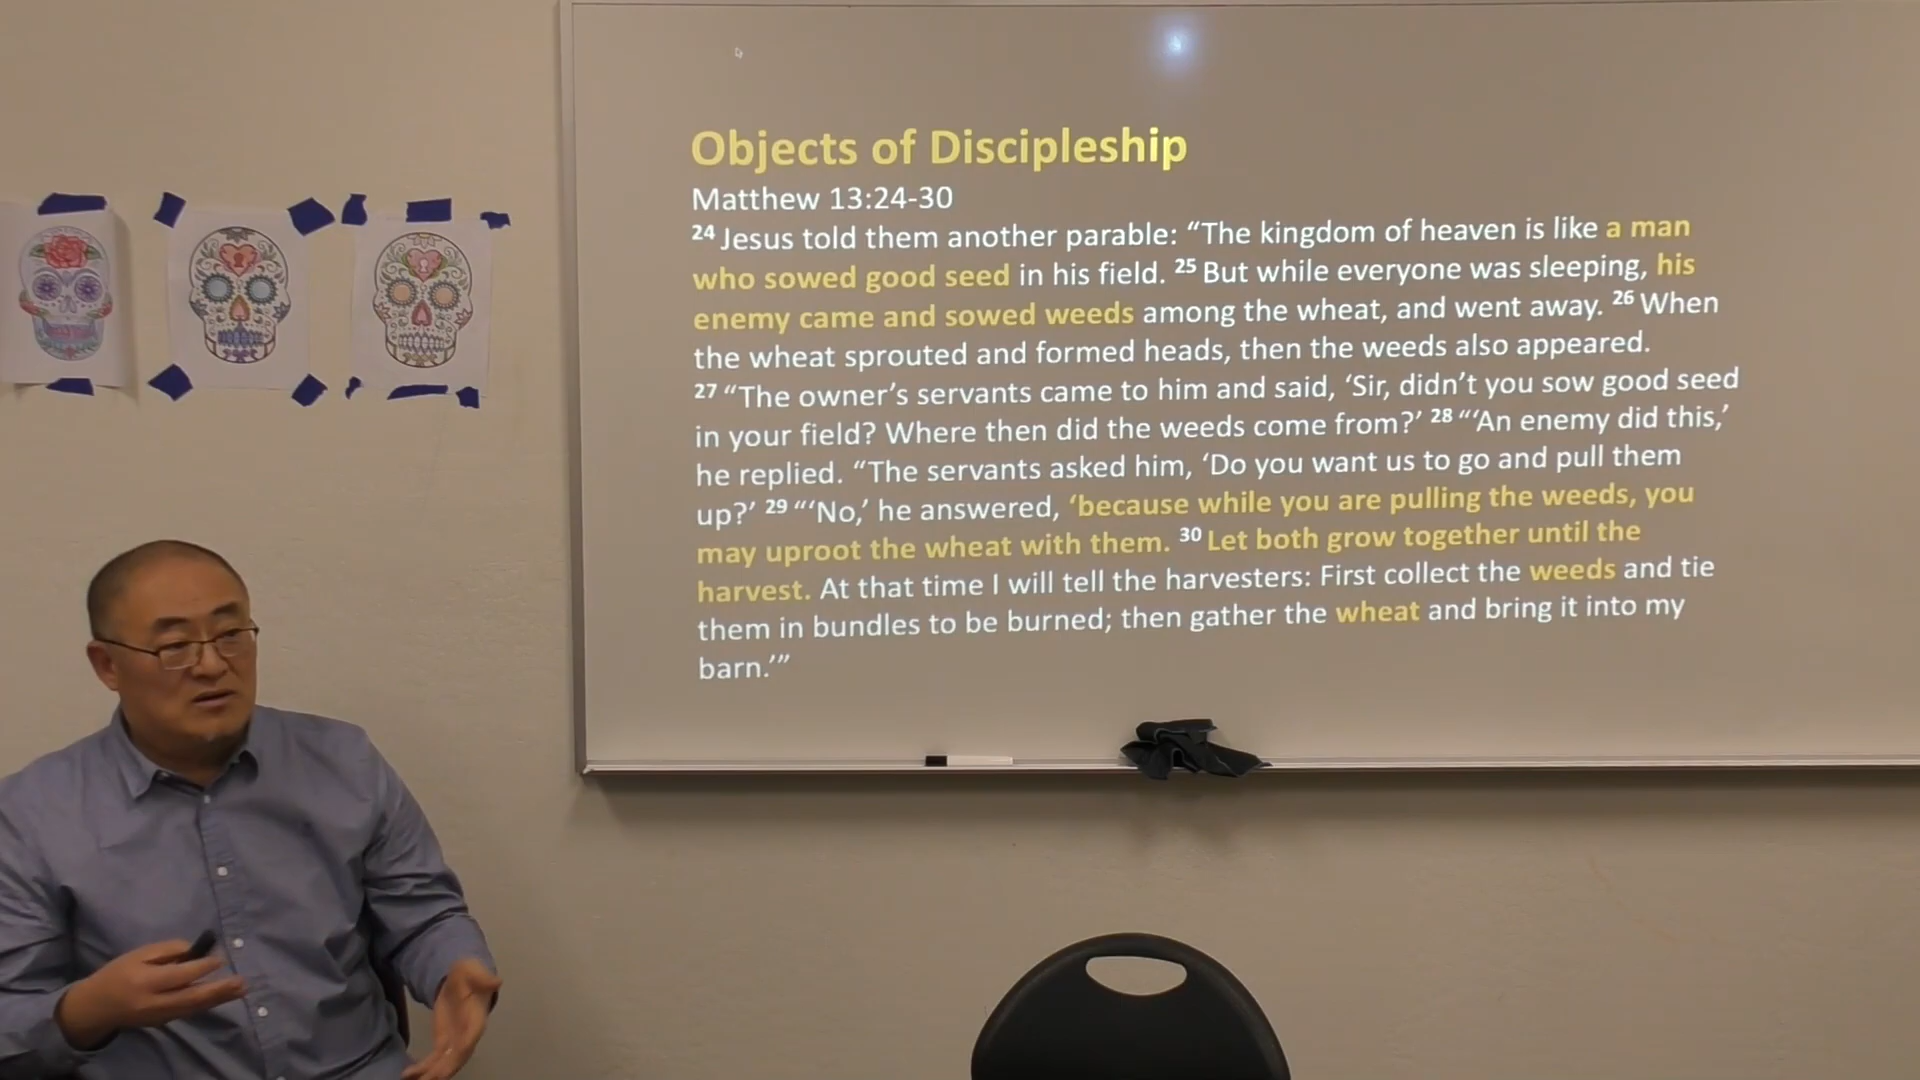 Objects of Discipleship
Matthew 13:24-30
24 Jesus told them another parable: “The kingdom of heaven is like a man
who sowed good seed in his field. 25 But while everyone was sleeping, his
enemy came and sowed weeds among the wheat, and went away. 26 When
the wheat sprouted and formed heads, then the weeds also appeared.
27 “The owner’s servants came to him and said, ‘Sir, didn’t you sow good seed
in your field? Where then did the weeds come from?’ 28 “‘An enemy did this,’
he replied. “The servants asked him, ‘Do you want us to go and pull them
up?’ 29 “‘No,’ he answered, ‘because while you are pulling the weeds, you
may uproot the wheat with them. 30 Let both grow together until the
harvest. At that time I will tell the harvesters: First collect the weeds and tie
them in bundles to be burned; then gather the wheat and bring it into my
barn.’”